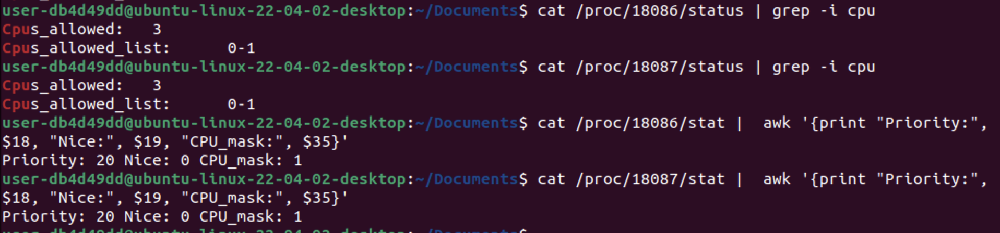 user-db4d49dd@ubuntu-linux-22-04-02-desktop:~/Documents$ cat /proc/18086/status | grep -i cpu
Cpus_allowed:   3
Cpus_allowed_list:      0-1
user-db4d49dd@ubuntu-linux-22-04-02-desktop:~/Documents$ cat /proc/18087/status | grep -i cpu
Cpus_allowed:   3
Cpus_allowed_list:      0-1
user-db4d49dd@ubuntu-linux-22-04-02-desktop:~/Documents$ cat /proc/18086/stat |  awk '{print "Priority:",
$18, "Nice:", $19, "CPU_mask:", $35}'
Priority: 20 Nice: 0 CPU_mask: 1
user-db4d49dd@ubuntu-linux-22-04-02-desktop:~/Documents$ cat /proc/18087/stat |  awk '{print "Priority:",
$18, "Nice:", $19, "CPU_mask:", $35}'
Priority: 20 Nice: 0 CPU_mask: 1
user-db4d49dd@ubuntu-linux-22-04-02-desktop:~/Documents$